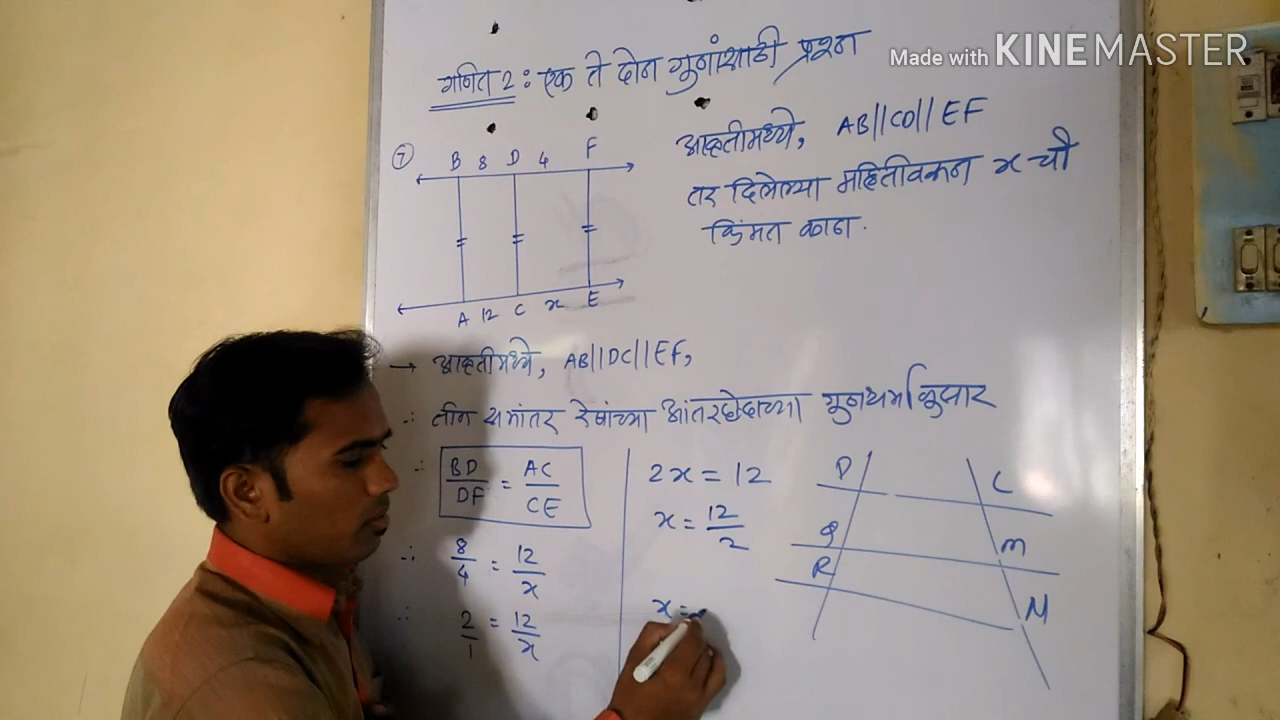 Made with KINEMASTER
गणित 2 : एक ते दोन गुणांसाठी प्रश्न
7
B 8 D 4 F
A 12 C x E
आकृतीमध्ये, AB||CD||EF
तर दिलेल्या माहितीवरून x ची
किंमत काढा.
→ आकृतीमध्ये, AB||DC||EF,
∴ तीन समांतर रेषांच्या आंतरछेदाच्या गुणधर्मानुसार
∴ BD/DF = AC/CE
∴ 8/4 = 12/x
∴ 2/1 = 12/x
2x = 12
x = 12/2
x =
P C
Q m
R N